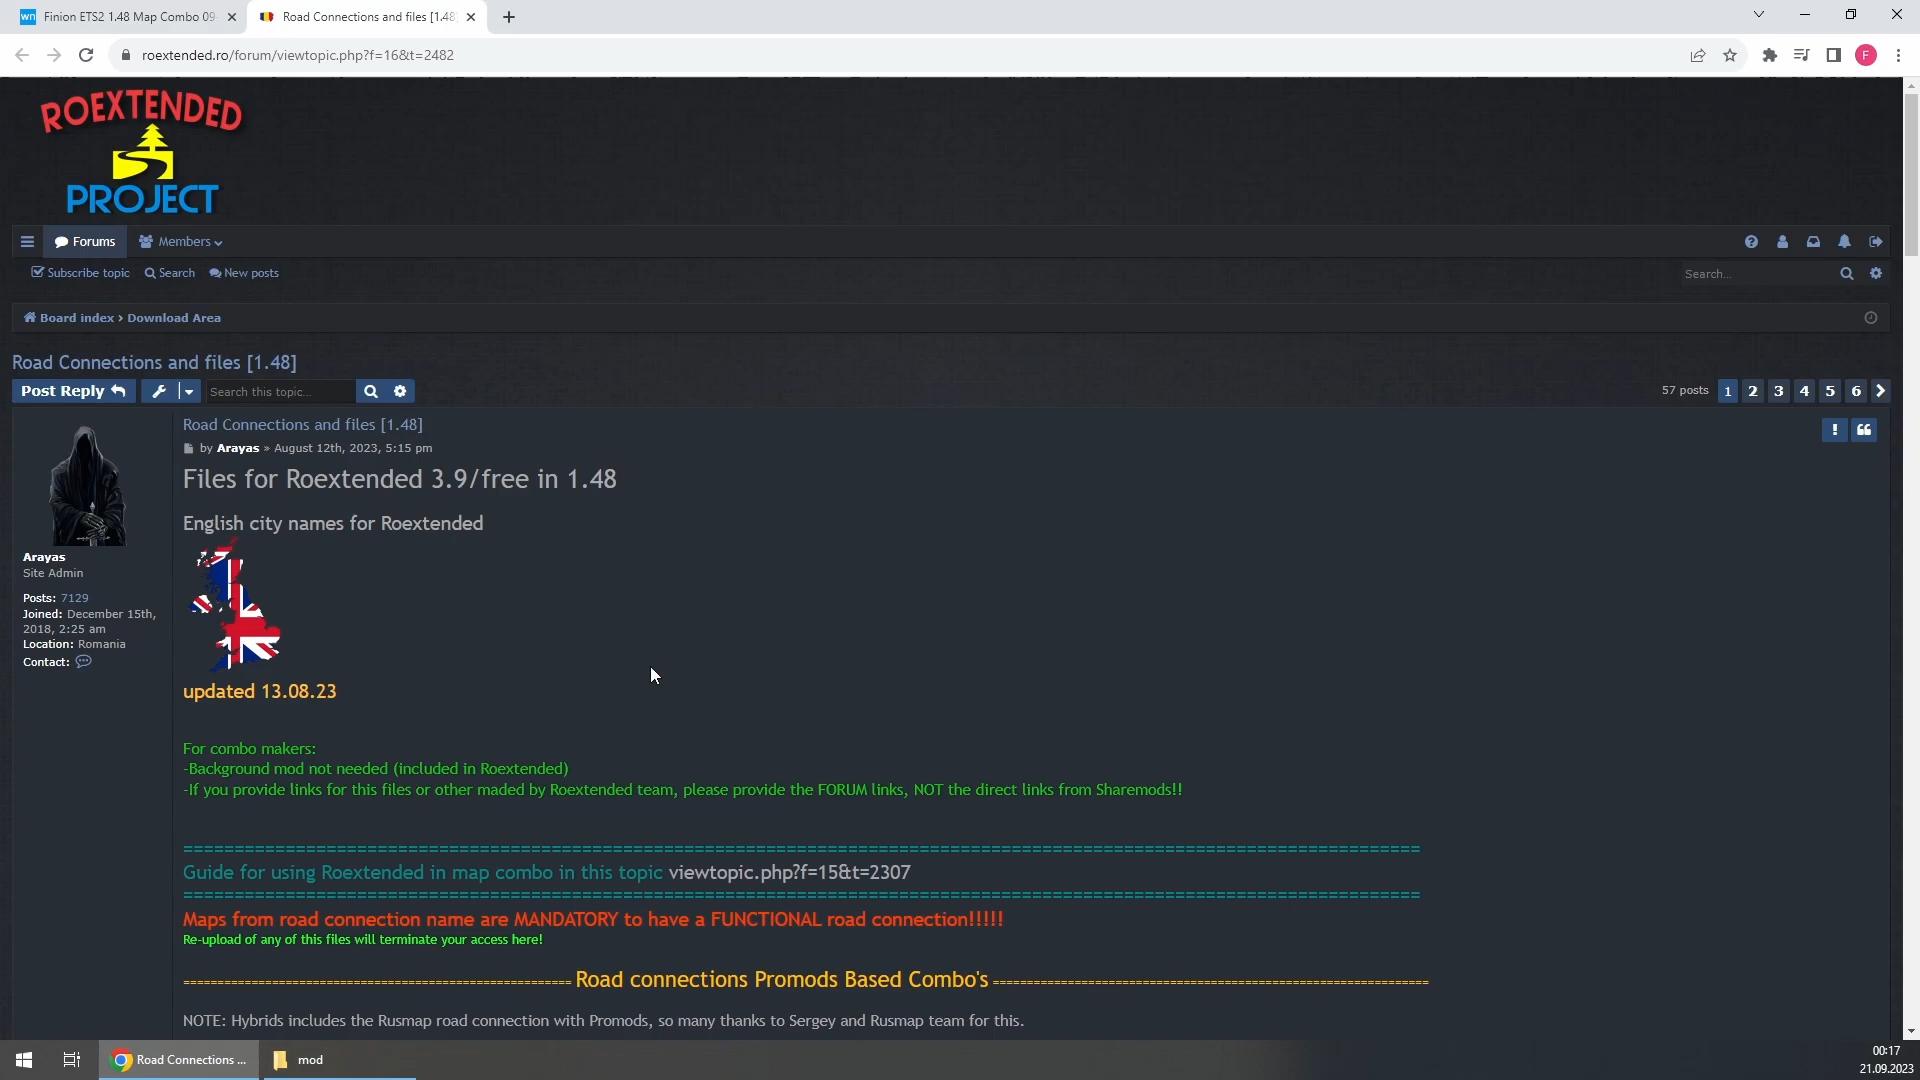 Finion ETS2 1.48 Map Combo 09-
Road Connections and files [1.48]
roextended.ro/forum/viewtopic.php?f=16&t=2482
F
ROEXTENDED
PROJECT
Forums
Members
Subscribe topic
Search
New posts
Search...
Board index
Download Area
Road Connections and files [1.48]
Post Reply
Search this topic...
57 posts
1 2 3 4 5 6
Road Connections and files [1.48]
by Arayas » August 12th, 2023, 5:15 pm
Files for Roextended 3.9/free in 1.48
English city names for Roextended
updated 13.08.23
Arayas
Site Admin
Posts: 7129
Joined: December 15th,
2018, 2:25 am
Location: Romania
Contact:
For combo makers:
-Background mod not needed (included in Roextended)
-If you provide links for this files or other maded by Roextended team, please provide the FORUM links, NOT the direct links from Sharemods!!
Guide for using Roextended in map combo in this topic viewtopic.php?f=15&t=2307
Maps from road connection name are MANDATORY to have a FUNCTIONAL road connection!!!!!
Re-upload of any of this files will terminate your access here!
Road connections Promods Based Combo's
NOTE: Hybrids includes the Rusmap road connection with Promods, so many thanks to Sergey and Rusmap team for this.
Road Connections ...
mod
00:17
21.09.2023